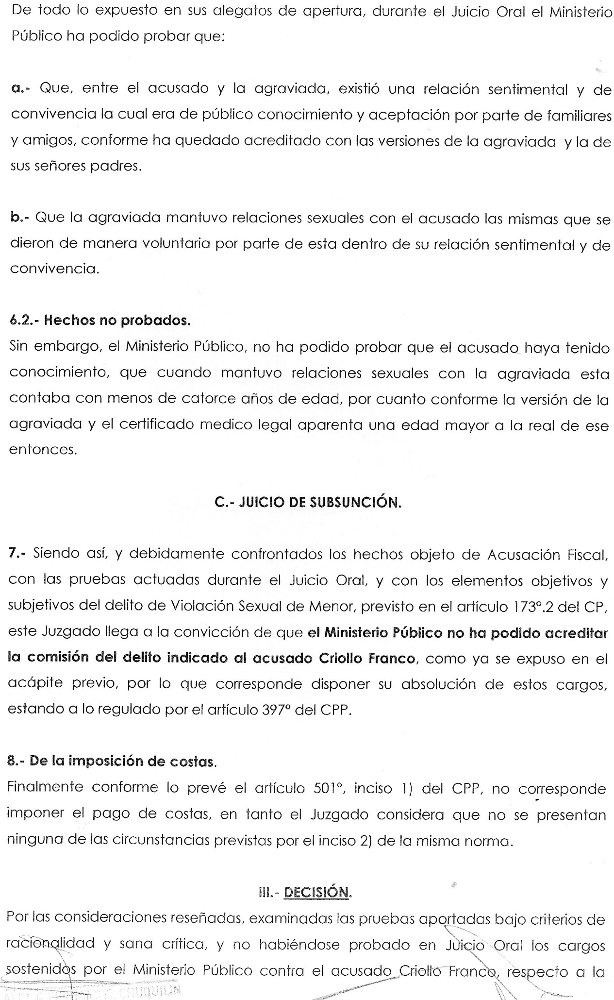 De todo lo expuesto en sus alegatos de apertura, durante el Juicio Oral el Ministerio
Público ha podido probar que:
a.- Que, entre el acusado y la agraviada, existió una relación sentimental y de
convivencia la cual era de público conocimiento y aceptación por parte de familiares
y amigos, conforme ha quedado acreditado con las versiones de la agraviada y la de
sus señores padres.
b.- Que la agraviada mantuvo relaciones sexuales con el acusado las mismas que se
dieron de manera voluntaria por parte de esta dentro de su relación sentimental y de
convivencia.
6.2.- Hechos no probados.
Sin embargo, el Ministerio Público, no ha podido probar que el acusado haya tenido
conocimiento, que cuando mantuvo relaciones sexuales con la agraviada esta
contaba con menos de catorce años de edad, por cuanto conforme la versión de la
agraviada y el certificado medico legal aparenta una edad mayor a la real de ese
entonces.
C.- JUICIO DE SUBSUNCIÓN.
7.- Siendo así, y debidamente confrontados los hechos objeto de Acusación Fiscal,
con las pruebas actuadas durante el Juicio Oral, y con los elementos objetivos y
subjetivos del delito de Violación Sexual de Menor, previsto en el artículo 173º.2 del CP,
este Juzgado llega a la convicción de que el Ministerio Público no ha podido acreditar
la comisión del delito indicado al acusado Criollo Franco, como ya se expuso en el
acápite previo, por lo que corresponde disponer su absolución de estos cargos,
estando a lo regulado por el artículo 397º del CPP.
8.- De la imposición de costas.
Finalmente conforme lo prevé el artículo 501º, inciso 1) del CPP, no corresponde
imponer el pago de costas, en tanto el Juzgado considera que no se presentan
ninguna de las circunstancias previstas por el inciso 2) de la misma norma.
III.- DECISIÓN.
Por las consideraciones reseñadas, examinadas las pruebas aportadas bajo criterios de
racionalidad y sana crítica, y no habiéndose probado en Juicio Oral los cargos
sostenidos por el Ministerio Público contra el acusado Criollo Franco, respecto a la
CHUQUILIN